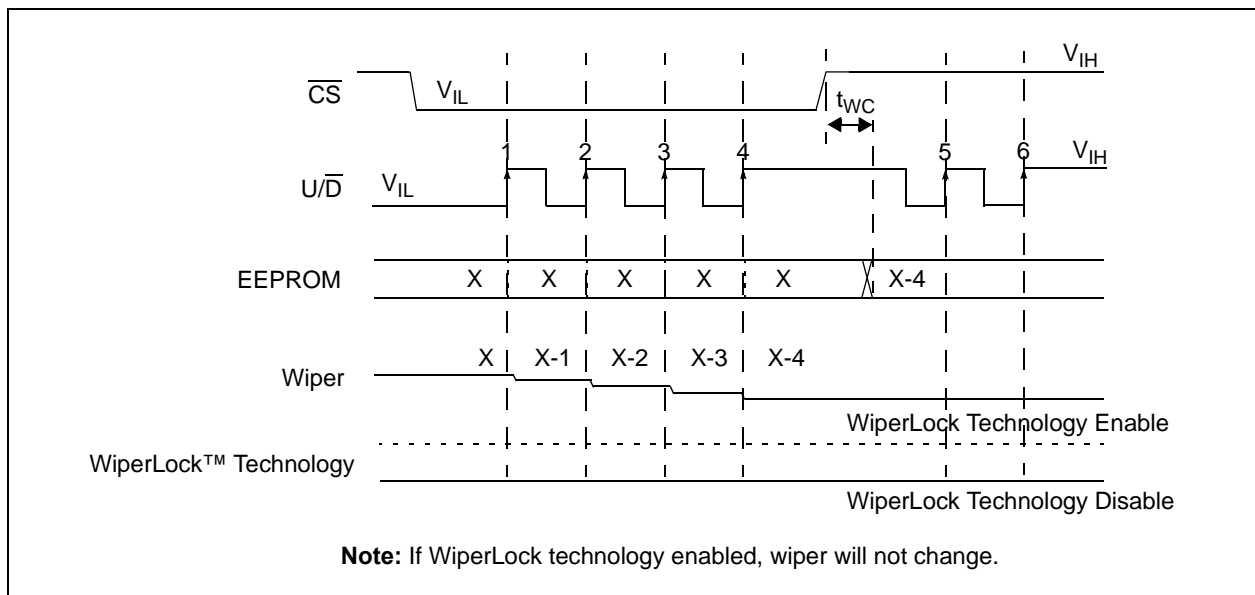 V_IH
C̅S̅
V_IL
t_WC
1 2 3 4 5 6
V_IH
U/D̅
V_IL
EEPROM
X X X X X X-4
X X-1 X-2 X-3 X-4
Wiper
WiperLock Technology Enable
WiperLock™ Technology
WiperLock Technology Disable
Note: If WiperLock technology enabled, wiper will not change.